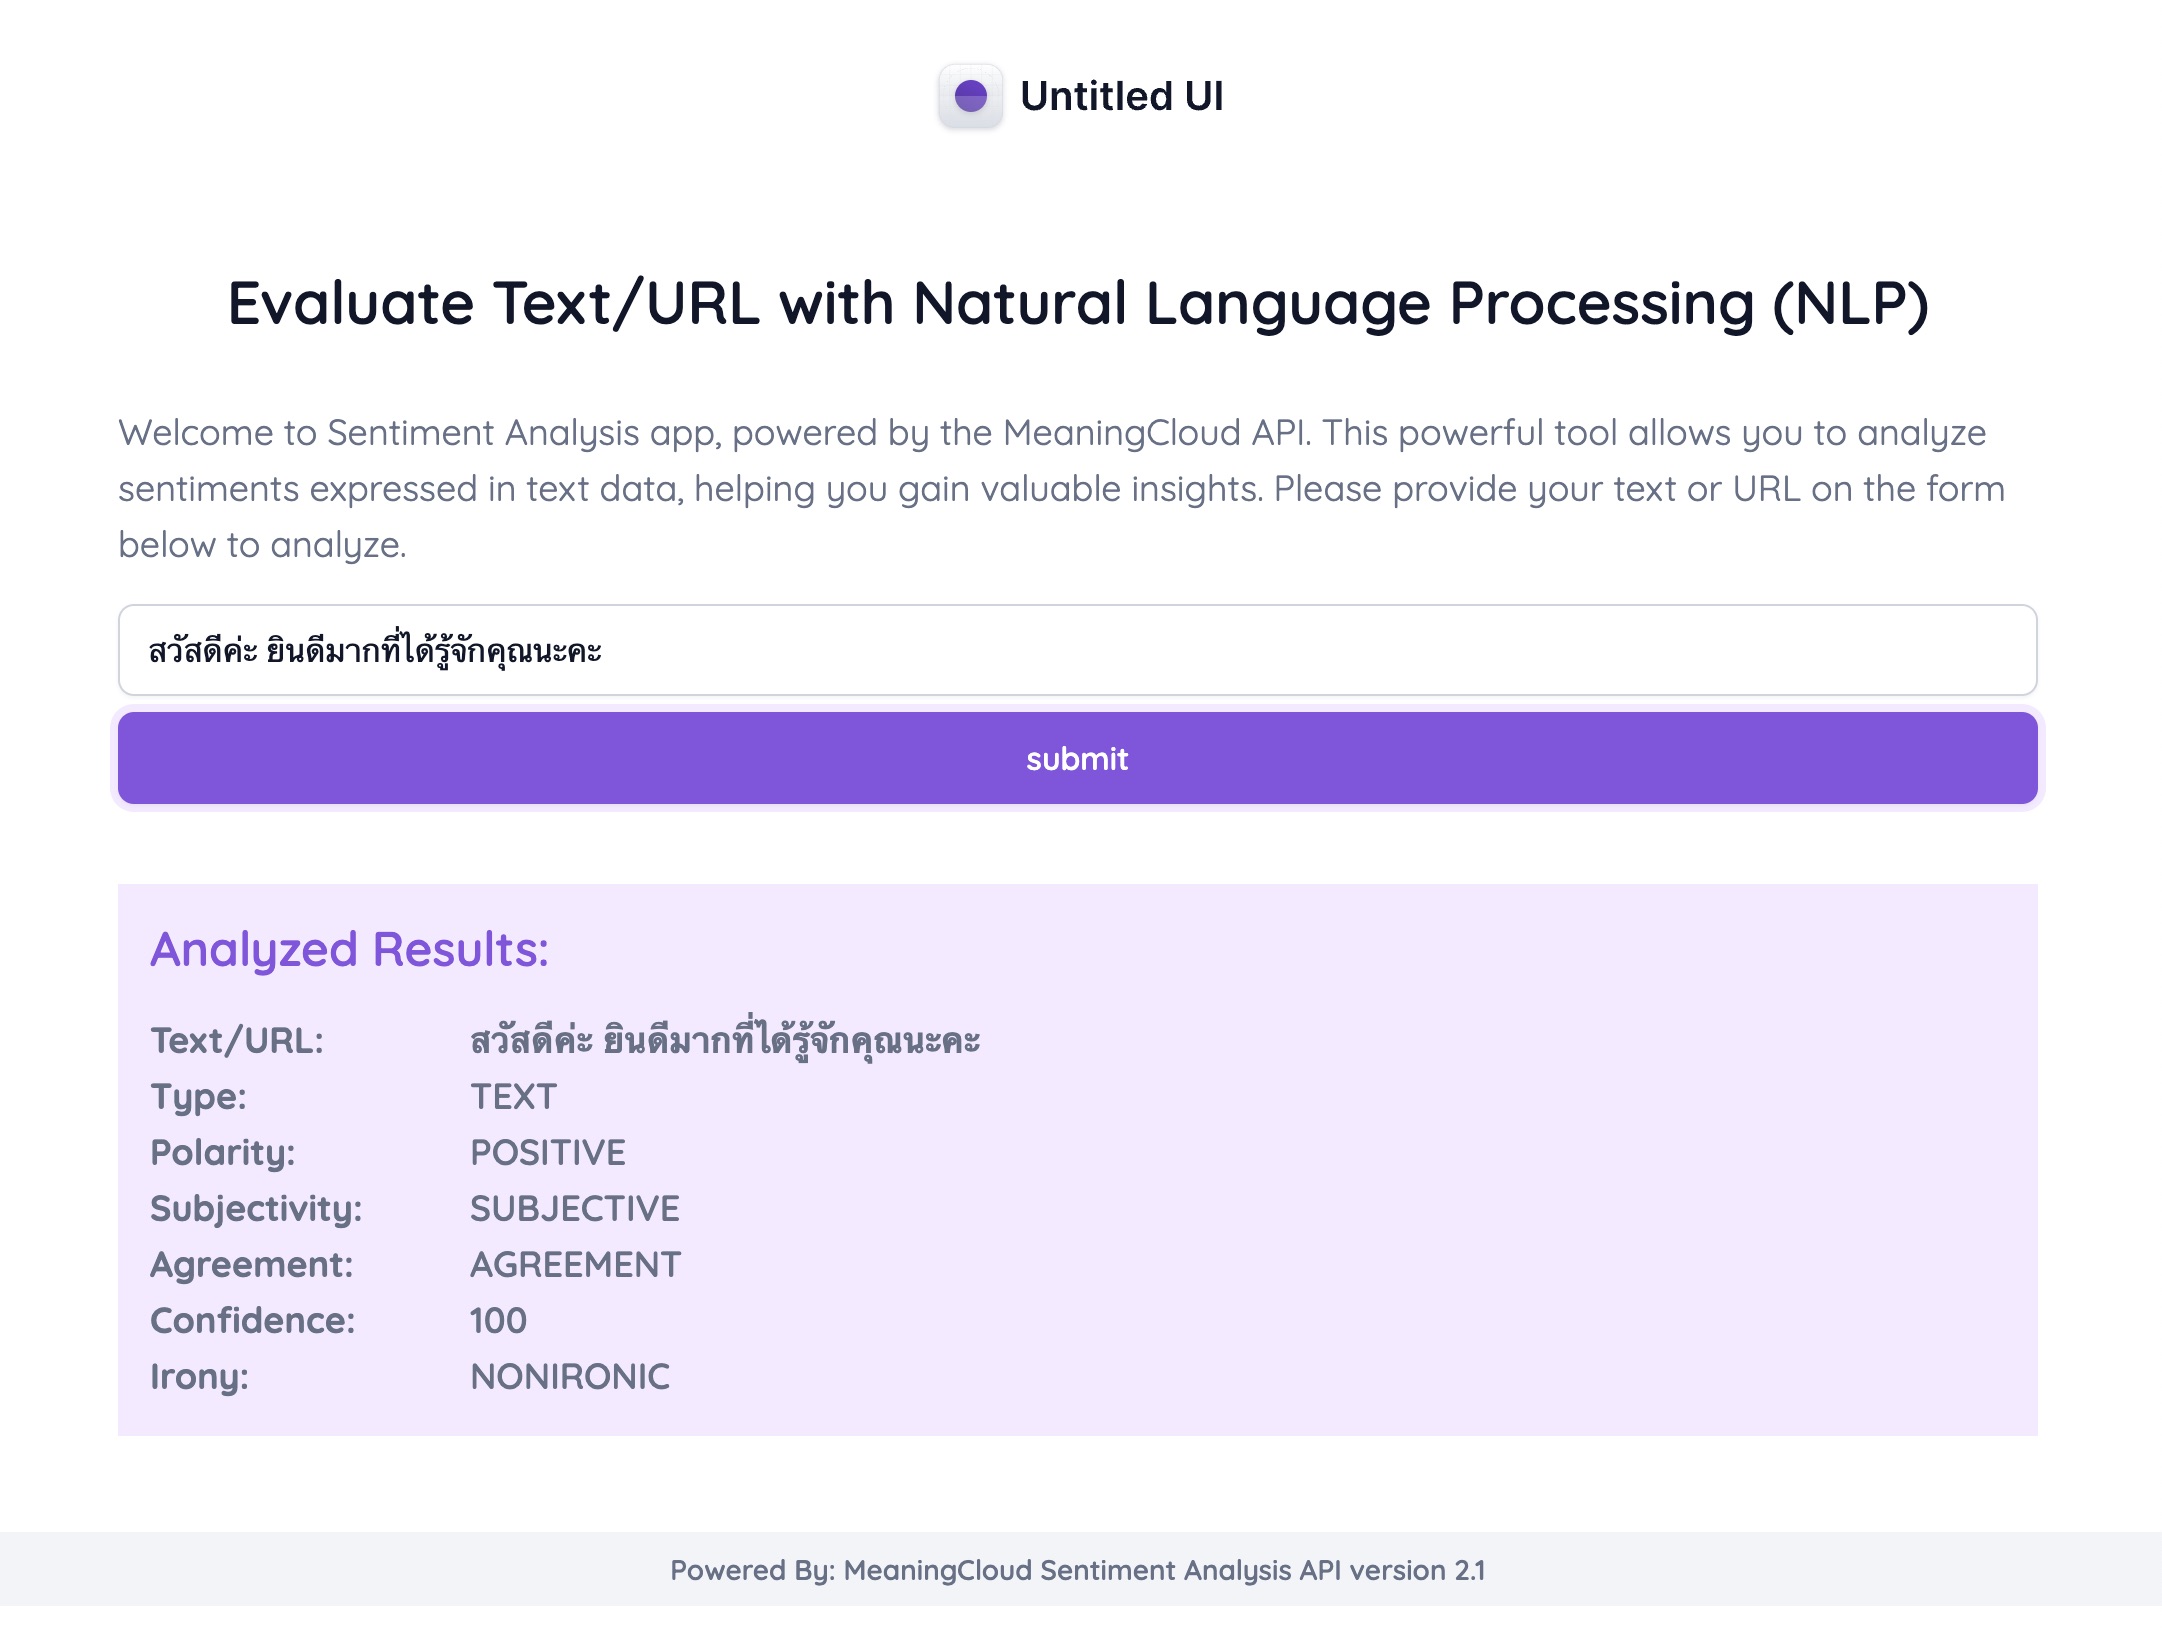 Untitled UI
Evaluate Text/URL with Natural Language Processing (NLP)
Welcome to Sentiment Analysis app, powered by the MeaningCloud API. This powerful tool allows you to analyze
sentiments expressed in text data, helping you gain valuable insights. Please provide your text or URL on the form
below to analyze.
สวัสดีค่ะ ยินดีมากที่ได้รู้จักคุณนะคะ
submit
Analyzed Results:
Text/URL: สวัสดีค่ะ ยินดีมากที่ได้รู้จักคุณนะคะ
Type: TEXT
Polarity: POSITIVE
Subjectivity: SUBJECTIVE
Agreement: AGREEMENT
Confidence: 100
Irony: NONIRONIC
Powered By: MeaningCloud Sentiment Analysis API version 2.1